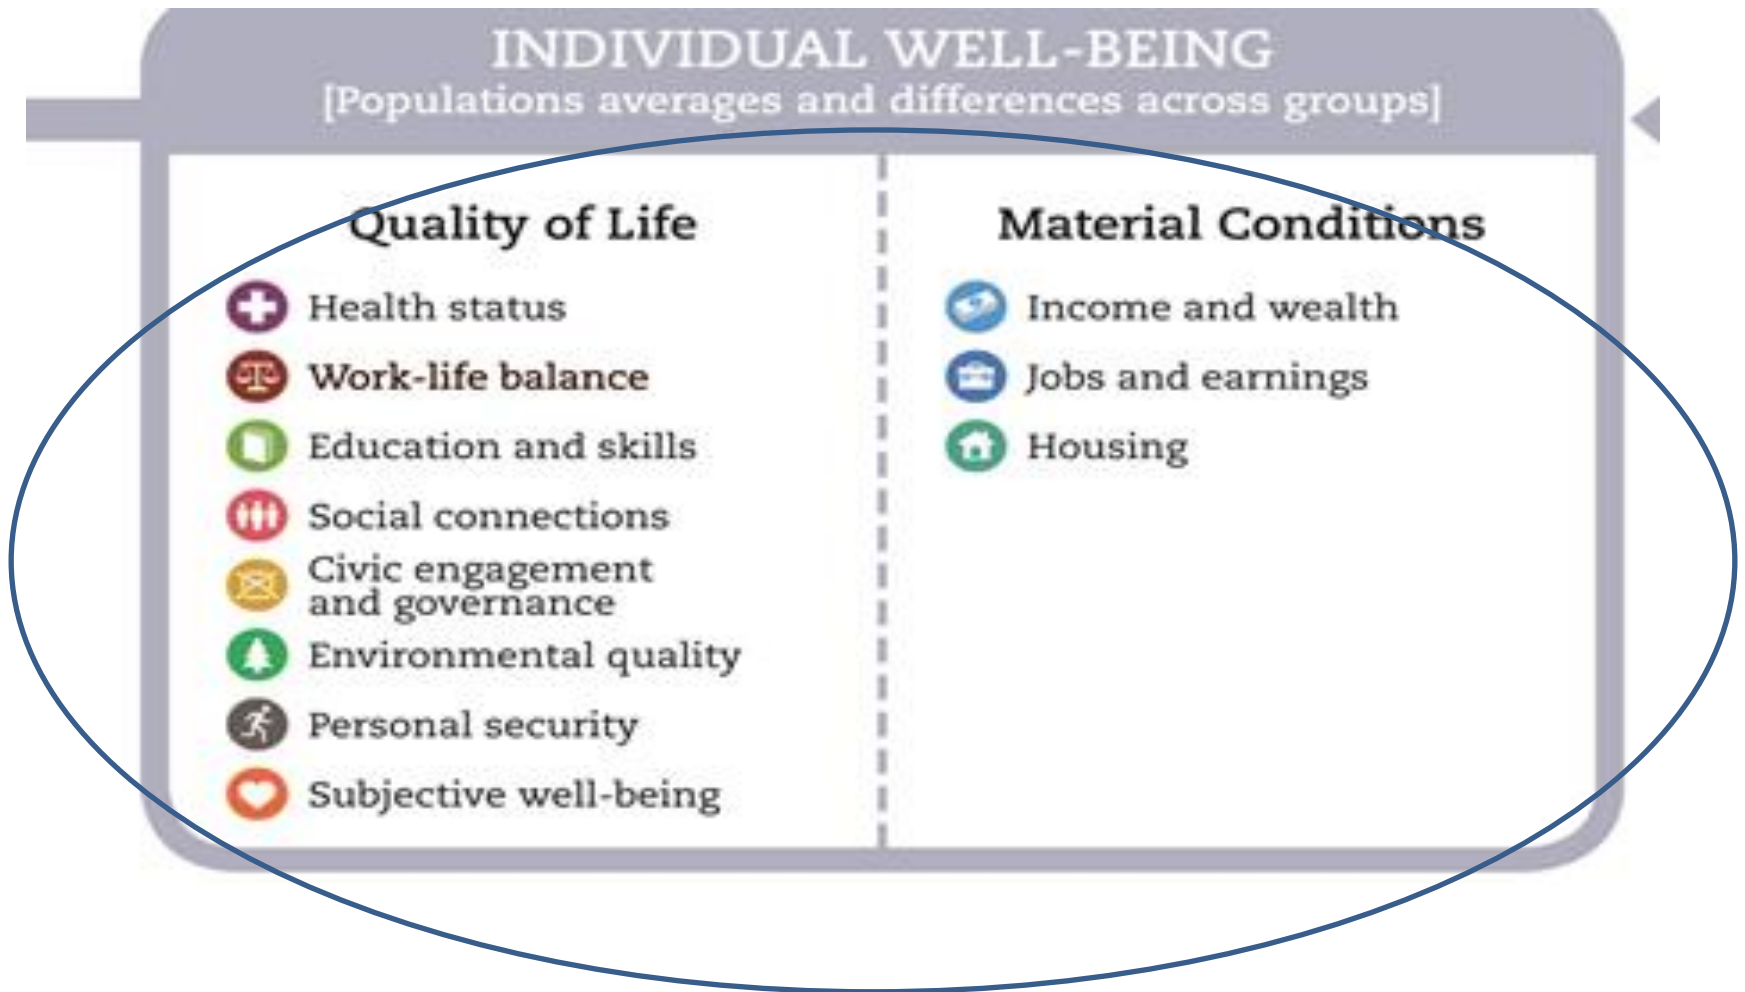 INDIVIDUAL WELL-BEING
[Populations averages and differences across groups]
Quality of Life
Health status
Work-life balance
Education and skills
Social connections
Civic engagement
and governance
Environmental quality
Personal security
Subjective well-being
Material Conditions
Income and wealth
Jobs and earnings
Housing